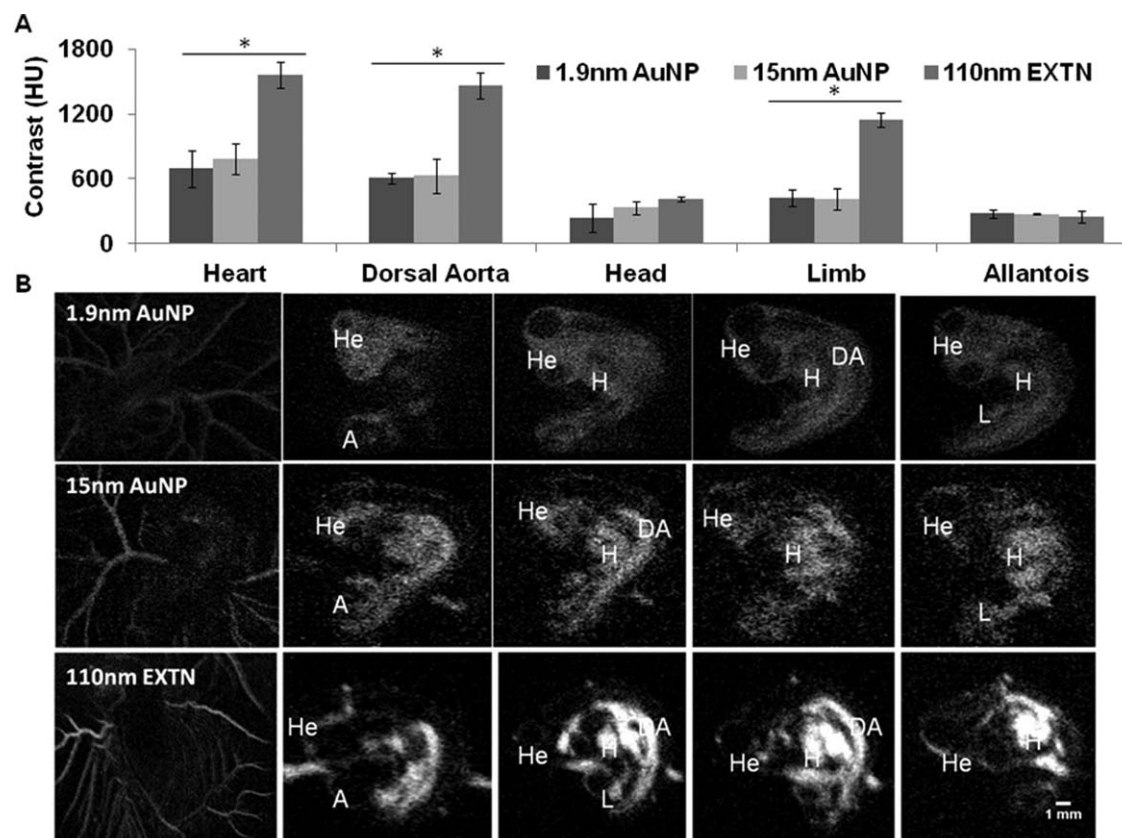 A
1800
1200
600
0
Contrast (HU)
* * *
1.9nm AuNP 15nm AuNP 110nm EXTN
Heart Dorsal Aorta Head Limb Allantois
B
1.9nm AuNP
He A
He H
He H DA
He H L
15nm AuNP
He A
He H DA
He H
He H L
110nm EXTN
He A
He H DA L
He H DA
He H
1 mm